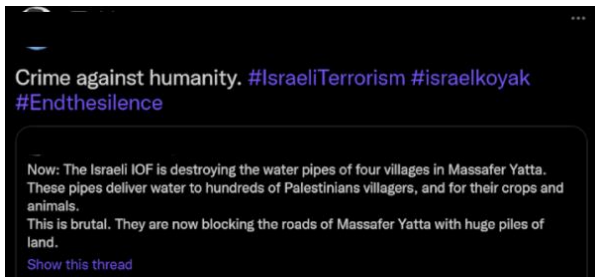 Crime against humanity. #IsraeliTerrorism #israelkoyak
#Endthesilence
Now: The Israeli IOF is destroying the water pipes of four villages in Massafer Yatta.
These pipes deliver water to hundreds of Palestinians villagers, and for their crops and
animals.
This is brutal. They are now blocking the roads of Massafer Yatta with huge piles of
land.
Show this thread